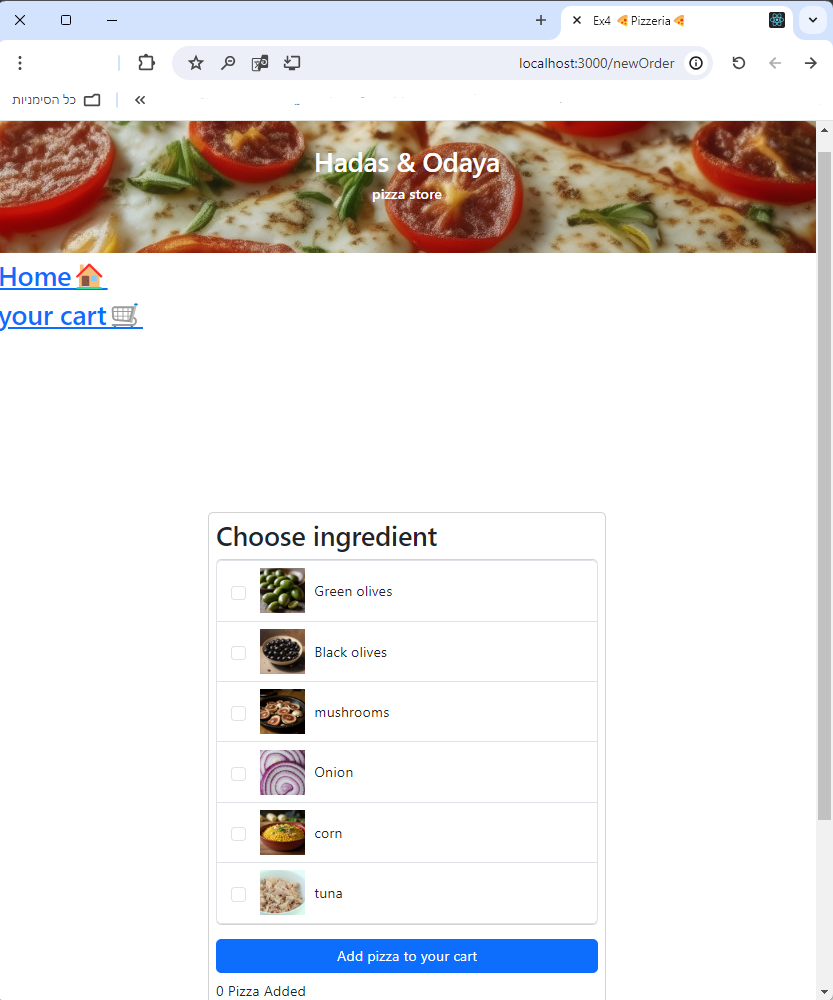 Ex4 🍕Pizzeria🍕
localhost:3000/newOrder
כל הסימניות
Hadas & Odaya
pizza store
Home🏠
your cart🛒
Choose ingredient
Green olives
Black olives
mushrooms
Onion
corn
tuna
Add pizza to your cart
0 Pizza Added